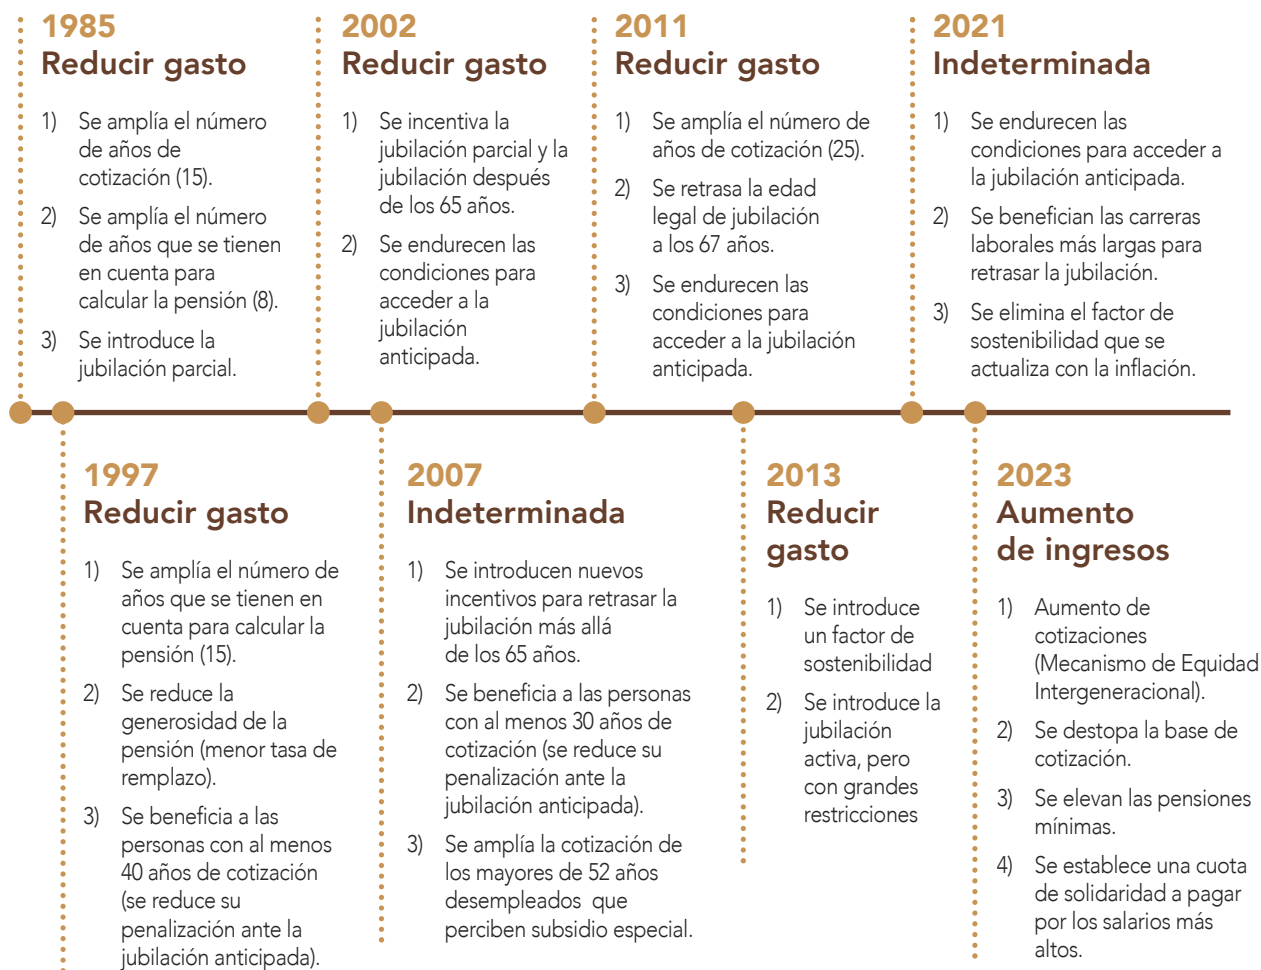 1985
Reducir gasto
1) Se amplía el número
de años de
cotización (15).
2) Se amplía el número
de años que se tienen
en cuenta para
calcular la pensión (8).
3) Se introduce la
jubilación parcial.
2002
Reducir gasto
1) Se incentiva la
jubilación parcial y la
jubilación después
de los 65 años.
2) Se endurecen las
condiciones para
acceder a la
jubilación
anticipada.
2011
Reducir gasto
1) Se amplía el número de
años de cotización (25).
2) Se retrasa la edad
legal de jubilación
a los 67 años.
3) Se endurecen las
condiciones para
acceder a la jubilación
anticipada.
2021
Indeterminada
1) Se endurecen las
condiciones para acceder a
la jubilación anticipada.
2) Se benefician las carreras
laborales más largas para
retrasar la jubilación.
3) Se elimina el factor de
sostenibilidad que se
actualiza con la inflación.
1997
Reducir gasto
1) Se amplía el número de
años que se tienen en
cuenta para calcular la
pensión (15).
2) Se reduce la
generosidad de la
pensión (menor tasa de
remplazo).
3) Se beneficia a las
personas con al menos
40 años de cotización
(se reduce su
penalización ante la
jubilación anticipada).
2007
Indeterminada
1) Se introducen nuevos
incentivos para retrasar la
jubilación más allá
de los 65 años.
2) Se beneficia a las personas
con al menos 30 años de
cotización (se reduce su
penalización ante la
jubilación anticipada).
3) Se amplía la cotización de
los mayores de 52 años
desempleados que
perciben subsidio especial.
2013
Reducir
gasto
1) Se introduce
un factor de
sostenibilidad
2) Se introduce la
jubilación
activa, pero
con grandes
restricciones
2023
Aumento
de ingresos
1) Aumento de
cotizaciones
(Mecanismo de Equidad
Intergeneracional).
2) Se destopa la base de
cotización.
3) Se elevan las pensiones
mínimas.
4) Se establece una cuota
de solidaridad a pagar
por los salarios más
altos.